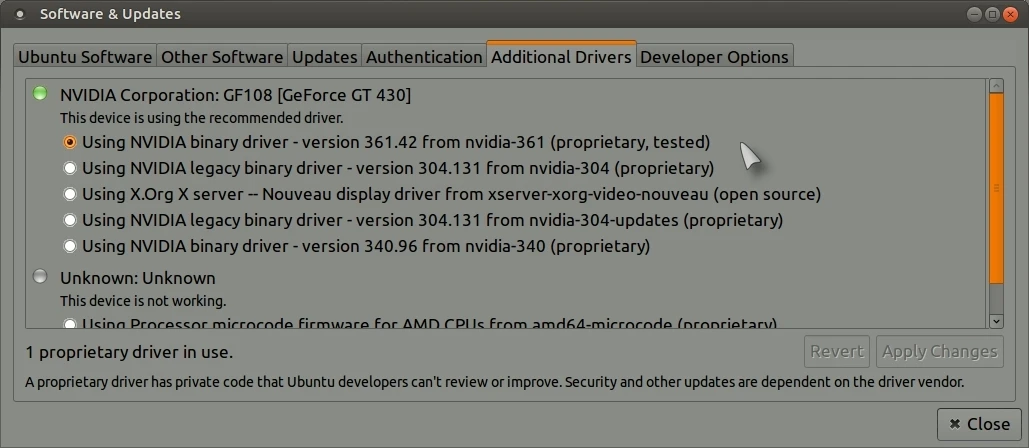 Software & Updates
Ubuntu Software Other Software Updates Authentication Additional Drivers Developer Options
NVIDIA Corporation: GF108 [GeForce GT 430]
This device is using the recommended driver.
Using NVIDIA binary driver - version 361.42 from nvidia-361 (proprietary, tested)
Using NVIDIA legacy binary driver - version 304.131 from nvidia-304 (proprietary)
Using X.Org X server -- Nouveau display driver from xserver-xorg-video-nouveau (open source)
Using NVIDIA legacy binary driver - version 304.131 from nvidia-304-updates (proprietary)
Using NVIDIA binary driver - version 340.96 from nvidia-340 (proprietary)
Unknown: Unknown
This device is not working.
Using Processor microcode firmware for AMD CPUs from amd64-microcode (proprietary)
1 proprietary driver in use.
Revert Apply Changes
A proprietary driver has private code that Ubuntu developers can't review or improve. Security and other updates are dependent on the driver vendor.
Close